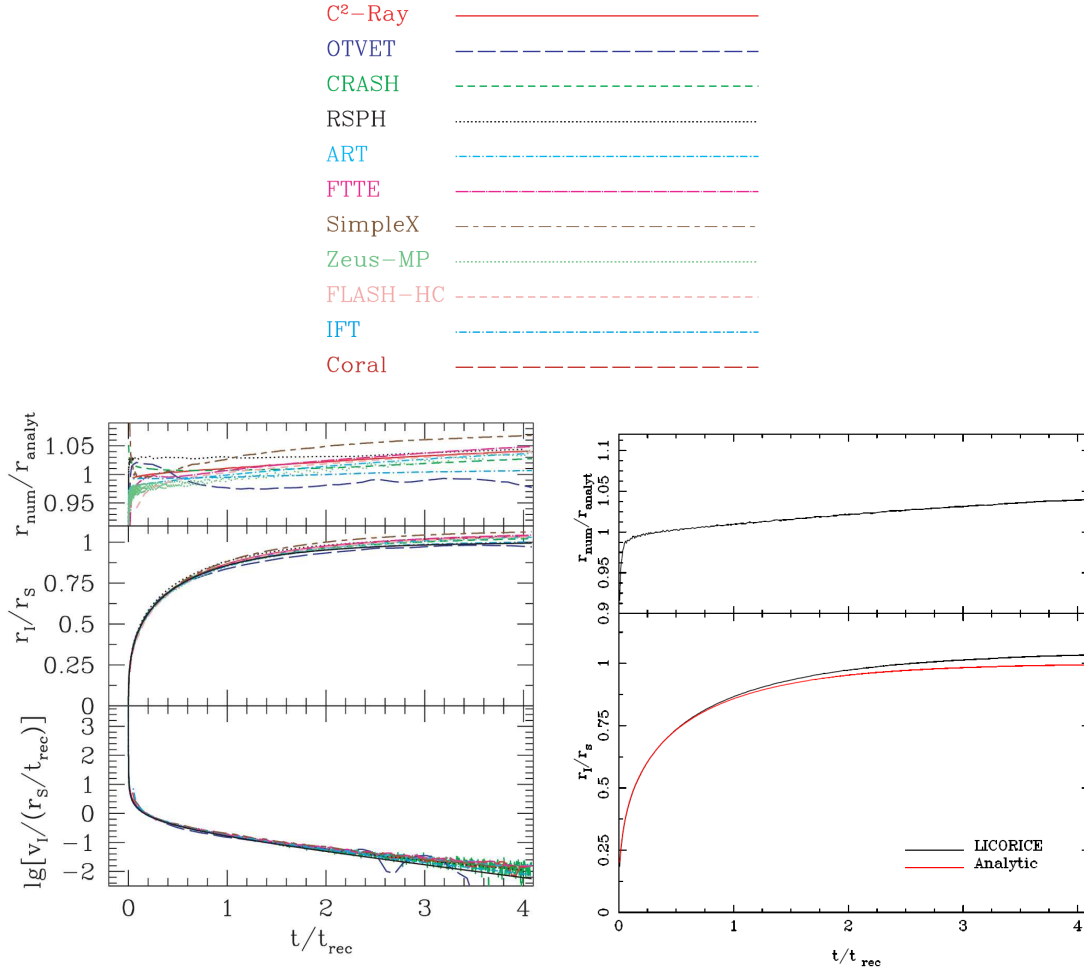 C²-Ray
OTVET
CRASH
RSPH
ART
FTTE
SimpleX
Zeus-MP
FLASH-HC
IFT
Coral
r_num/r_analyt
1.05
1
0.95
r_I/r_S
1
0.75
0.5
0.25
0
lg[v_I/(r_S/t_rec)]
3
2
1
0
-1
-2
0 1 2 3 4
t/t_rec
r_num/r_analyt
1.1
1.05
1
0.95
0.9
r_I/r_s
1
0.75
0.5
0.25
0
LICORICE
Analytic
0 1 2 3 4
t/t_rec